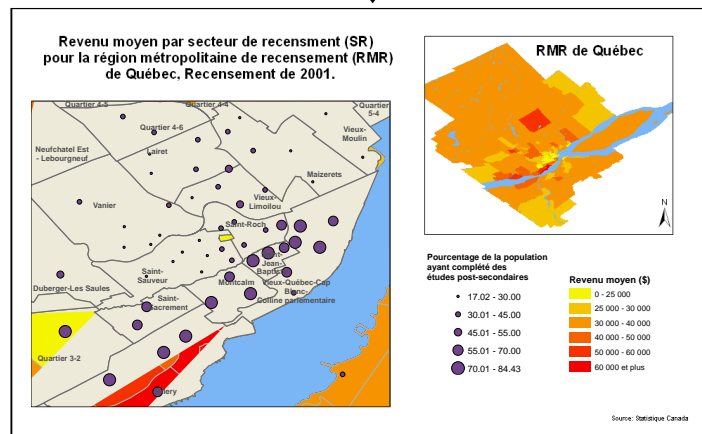 Revenu moyen par secteur de recensment (SR)
pour la région métropolitaine de recensement (RMR)
de Québec, Recensement de 2001.
RMR de Québec
Quartier 4-5
Quartier 4-4
Quartier
5-4
Quartier 4-6
Vieux-
Moulin
Neufchatel Est
- Lebourgneuf
Lairet
Maizerets
Vanier
Vieux-
Limoilou
Saint-Roch
Jean-
Baptiste
Saint-
Sauveur
Duberger-Les Saules
Montcalm
Vieux-Québec-Cap
Blanc-
Colline parlementaire
Saint-
Sacrement
Quartier 3-2
N
Pourcentage de la population
ayant complété des
études post-secondaires
17.02 - 30.00
30.01 - 45.00
45.01 - 55.00
55.01 - 70.00
70.01 - 84.43
Revenu moyen ($)
0 - 25 000
25 000 - 30 000
30 000 - 40 000
40 000 - 50 000
50 000 - 60 000
60 000 et plus
Source: Statistique Canada